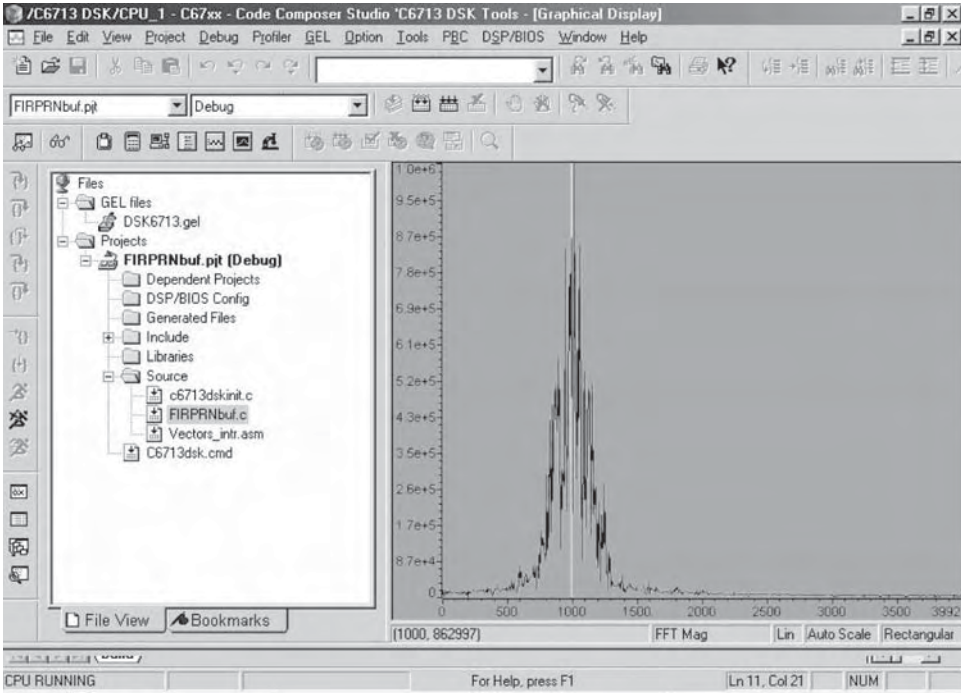 /C6713 DSK/CPU_1 - C67xx - Code Composer Studio 'C6713 DSK Tools - [Graphical Display]
File Edit View Project Debug Profiler GEL Option Tools PBC DSP/BIOS Window Help
FIRPRNbuf.pjt Debug
Files
GEL files
DSK6713.gel
Projects
FIRPRNbuf.pjt (Debug)
Dependent Projects
DSP/BIOS Config
Generated Files
Include
Libraries
Source
c6713dskinit.c
FIRPRNbuf.c
Vectors_intr.asm
C6713dsk.cmd
File View Bookmarks
1.0e+6
9.5e+5
8.7e+5
7.8e+5
6.9e+5
6.1e+5
5.2e+5
4.3e+5
3.5e+5
2.6e+5
1.7e+5
8.7e+4
0
0 500 1000 1500 2000 2500 3000 3500 3992
(1000, 862997) FFT Mag Lin Auto Scale Rectangular
Build
CPU RUNNING For Help, press F1 Ln 11, Col 21 NUM